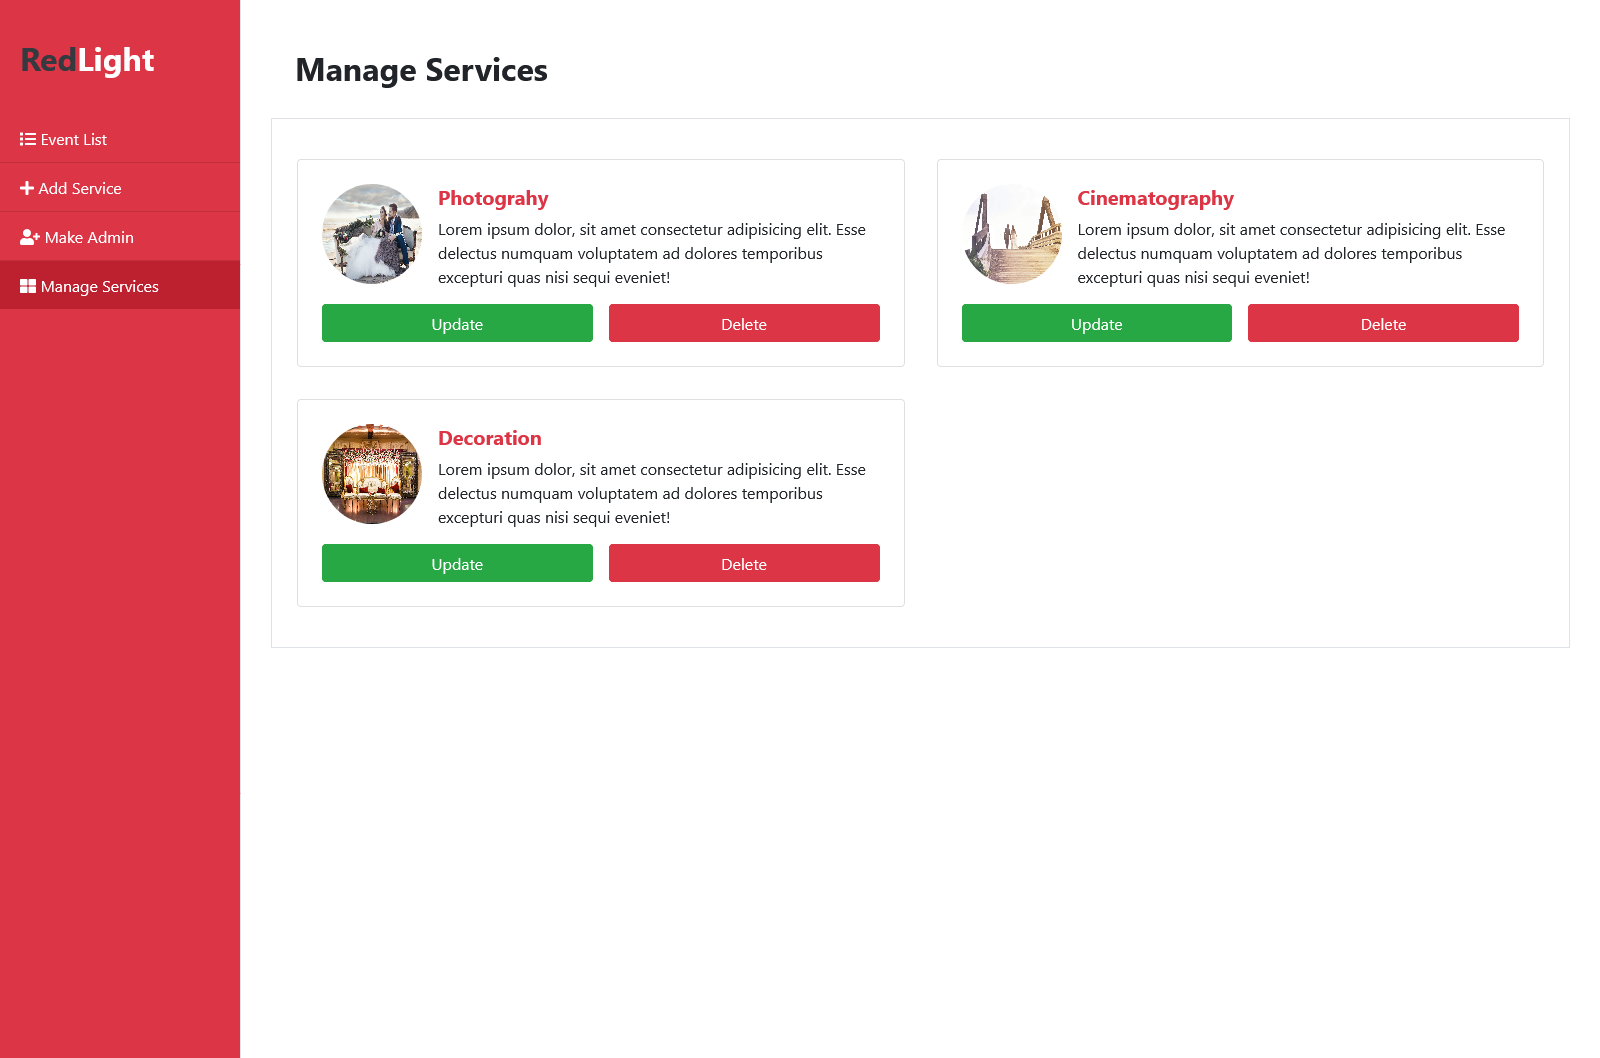 RedLight
Event List
Add Service
Make Admin
Manage Services
Manage Services
Photograhy
Lorem ipsum dolor, sit amet consectetur adipisicing elit. Esse
delectus numquam voluptatem ad dolores temporibus
excepturi quas nisi sequi eveniet!
Update
Delete
Cinematography
Lorem ipsum dolor, sit amet consectetur adipisicing elit. Esse
delectus numquam voluptatem ad dolores temporibus
excepturi quas nisi sequi eveniet!
Update
Delete
Decoration
Lorem ipsum dolor, sit amet consectetur adipisicing elit. Esse
delectus numquam voluptatem ad dolores temporibus
excepturi quas nisi sequi eveniet!
Update
Delete